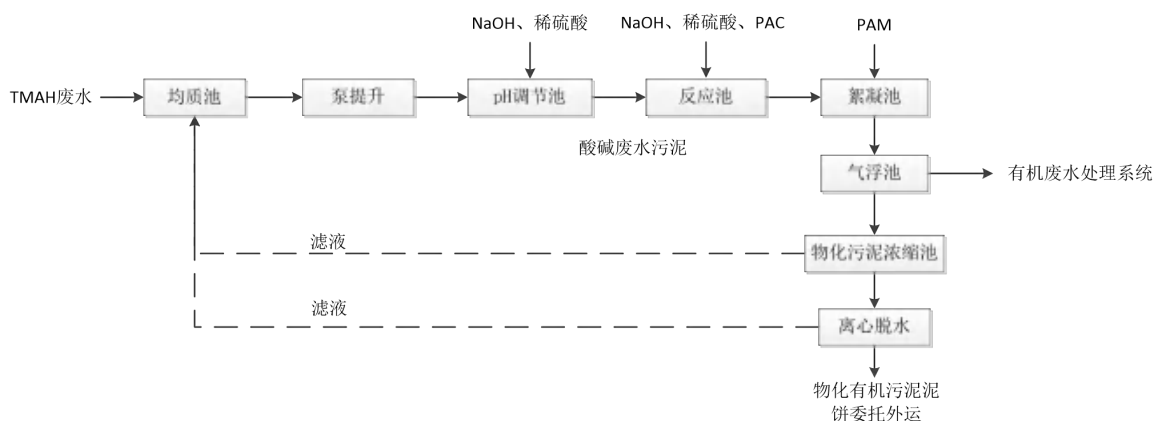 NaOH、稀硫酸
NaOH、稀硫酸、PAC
PAM
TMAH废水
均质池
泵提升
pH调节池
反应池
絮凝池
酸碱废水污泥
气浮池
有机废水处理系统
滤液
物化污泥浓缩池
滤液
离心脱水
物化有机污泥泥
饼委托外运